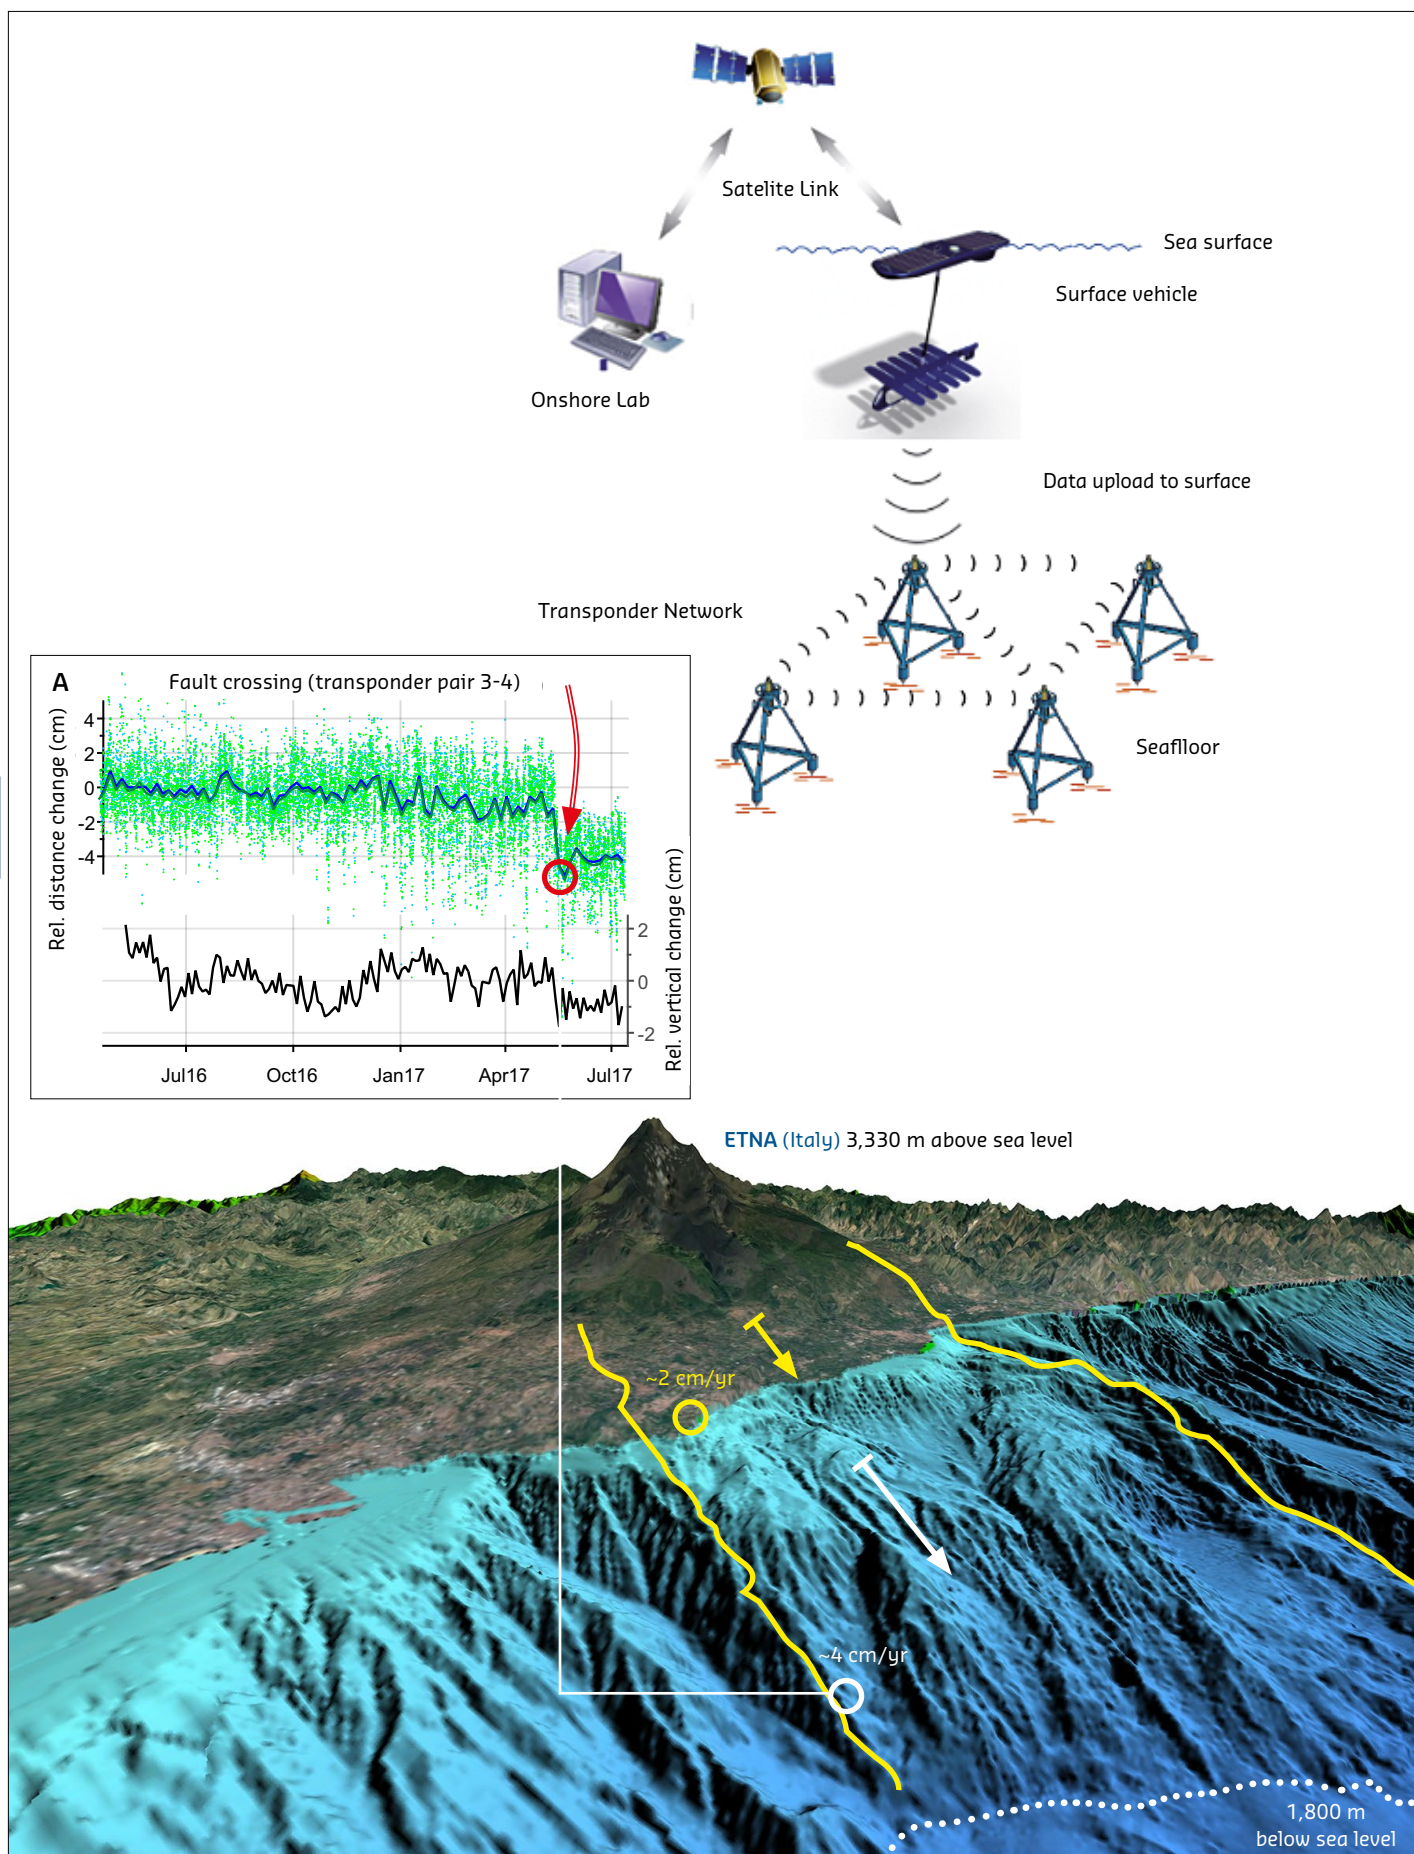 Satelite Link
Sea surface
Surface vehicle
Onshore Lab
Data upload to surface
Transponder Network
Seaflloor
A
Fault crossing (transponder pair 3-4)
Rel. distance change (cm)
4
2
0
-2
-4
Rel. vertical change (cm)
2
0
-2
Jul16 Oct16 Jan17 Apr17 Jul17
ETNA (Italy) 3,330 m above sea level
~2 cm/yr
~4 cm/yr
1,800 m
below sea level